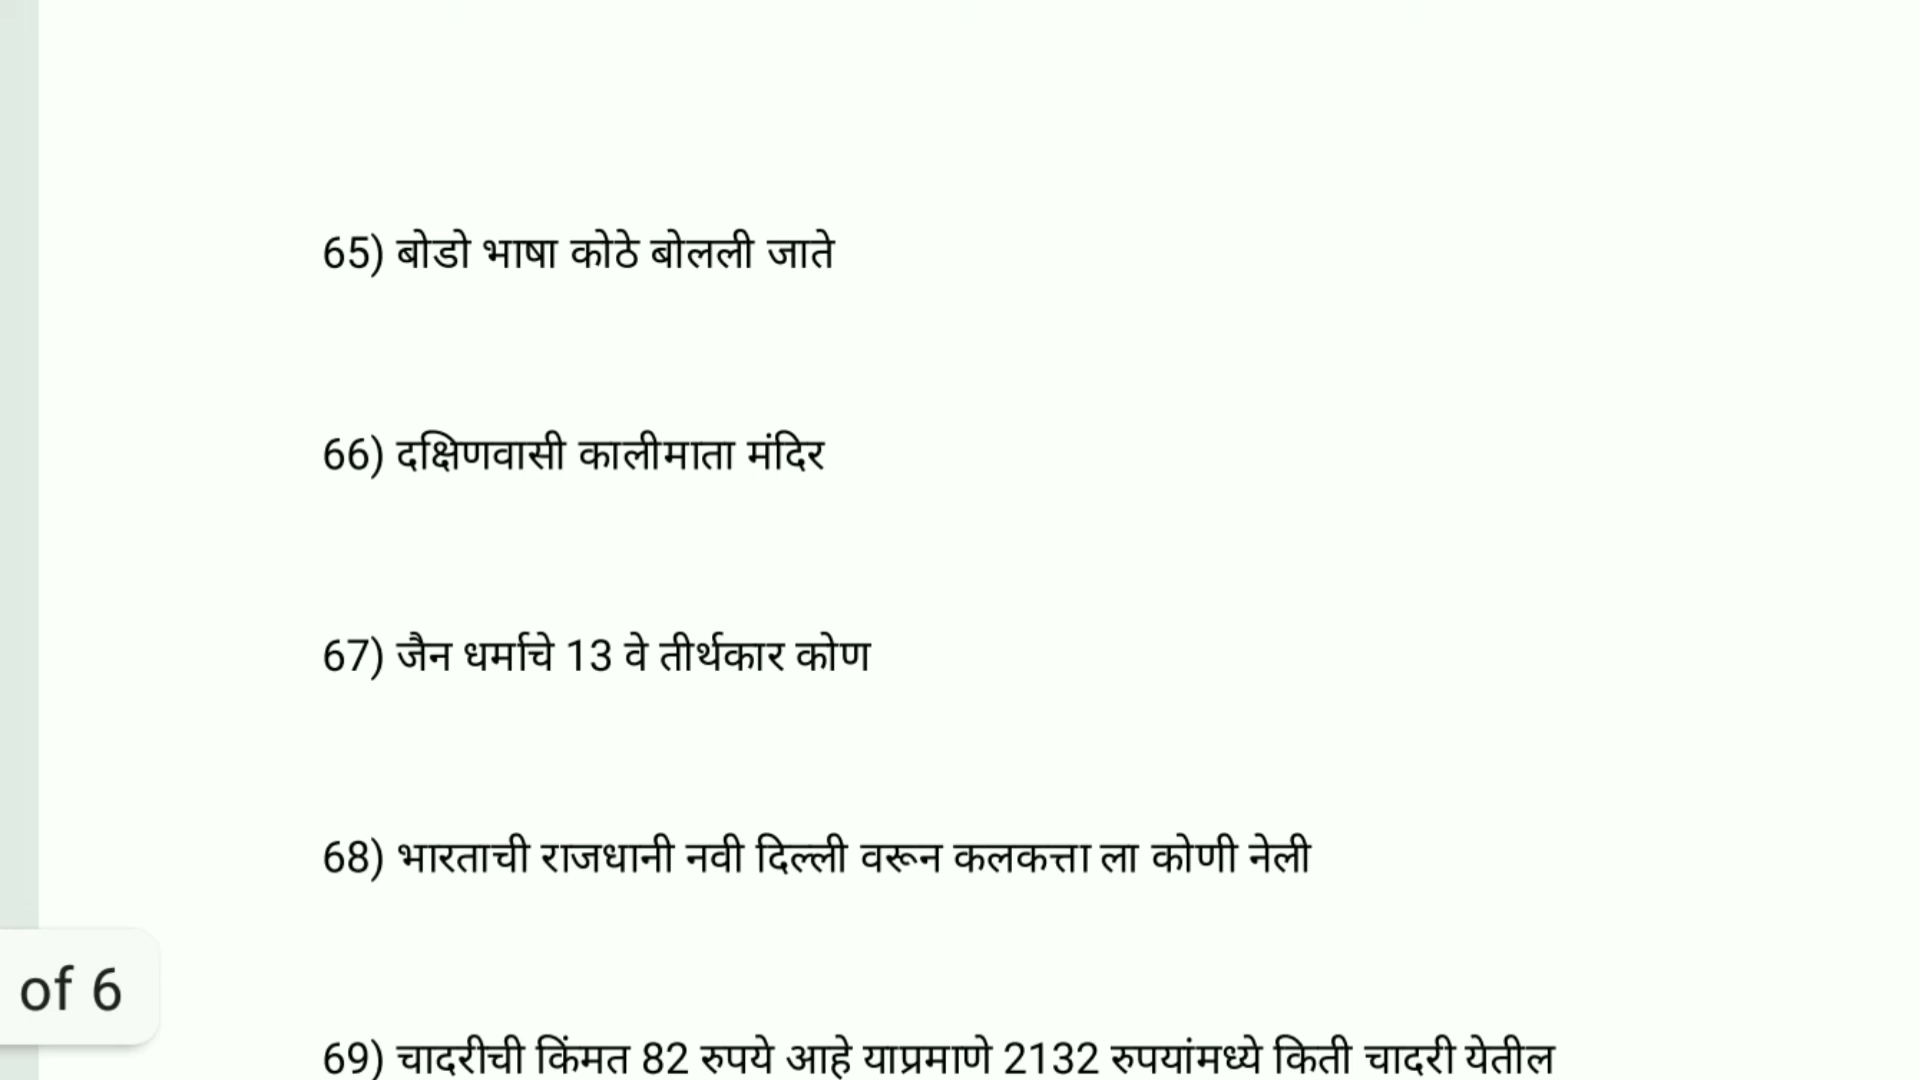 65) बोडो भाषा कोठे बोलली जाते
66) दक्षिणवासी कालीमाता मंदिर
67) जैन धर्माचे 13 वे तीर्थकार कोण
68) भारताची राजधानी नवी दिल्ली वरून कलकत्ता ला कोणी नेली
of 6
69) चादरीची किंमत 82 रुपये आहे याप्रमाणे 2132 रुपयांमध्ये किती चादरी येतील